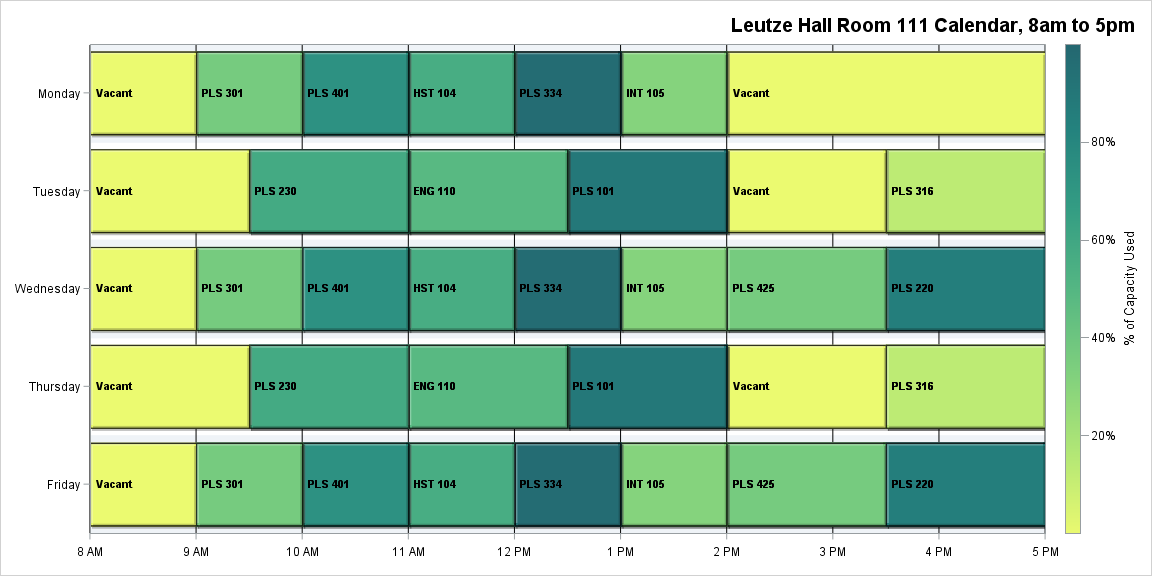 Leutze Hall Room 111 Calendar, 8am to 5pm
Monday Vacant PLS 301 PLS 401 HST 104 PLS 334 INT 105 Vacant
Tuesday Vacant PLS 230 ENG 110 PLS 101 Vacant PLS 316
Wednesday Vacant PLS 301 PLS 401 HST 104 PLS 334 INT 105 PLS 425 PLS 220
Thursday Vacant PLS 230 ENG 110 PLS 101 Vacant PLS 316
Friday Vacant PLS 301 PLS 401 HST 104 PLS 334 INT 105 PLS 425 PLS 220
8 AM 9 AM 10 AM 11 AM 12 PM 1 PM 2 PM 3 PM 4 PM 5 PM
80%
60%
40%
20%
% of Capacity Used